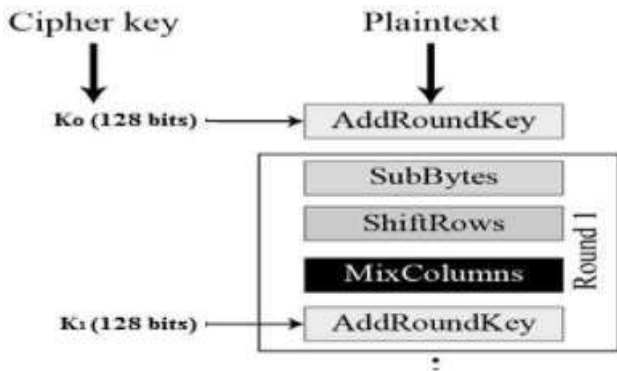 Cipher key
Plaintext
K0 (128 bits)
AddRoundKey
SubBytes
ShiftRows
MixColumns
Round 1
K1 (128 bits)
AddRoundKey